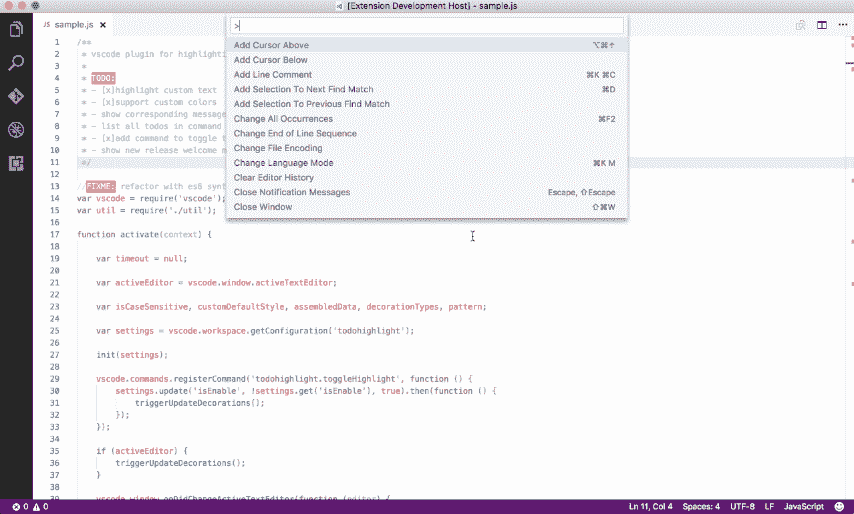 [Extension Development Host] - sample.js
JS sample.js
>
Add Cursor Above ⌥⌘↑
Add Cursor Below
Add Line Comment ⌘K ⌘C
Add Selection To Next Find Match ⌘D
Add Selection To Previous Find Match
Change All Occurrences ⌘F2
Change End of Line Sequence
Change File Encoding
Change Language Mode ⌘K M
Clear Editor History
Close Notification Messages Escape, ⇧Escape
Close Window ⇧⌘W
1 /**
2 * vscode plugin for highlighti
3 *
4 * TODO:
5 * - [x]highlight custom text
6 * - [x]support custom colors
7 * - show corresponding message
8 * - list all todos in command
9 * - [x]add command to toggle t
10 * - show new release welcome m
11 */
12
13 //FIXME: refactor with es6 synt
14 var vscode = require('vscode');
15 var util = require('./util');
16
17 function activate(context) {
18
19 var timeout = null;
20
21 var activeEditor = vscode.window.activeTextEditor;
22
23 var isCaseSensitive, customDefaultStyle, assembledData, decorationTypes, pattern;
24
25 var settings = vscode.workspace.getConfiguration('todohighlight');
26
27 init(settings);
28
29 vscode.commands.registerCommand('todohighlight.toggleHighlight', function () {
30 settings.update('isEnable', !settings.get('isEnable'), true).then(function () {
31 triggerUpdateDecorations();
32 });
33 });
34
35 if (activeEditor) {
36 triggerUpdateDecorations();
37 }
38
39 vscode.window.onDidChangeActiveTextEditor(function (editor) {
0 0 Ln 11, Col 4 Spaces: 4 UTF-8 LF JavaScript